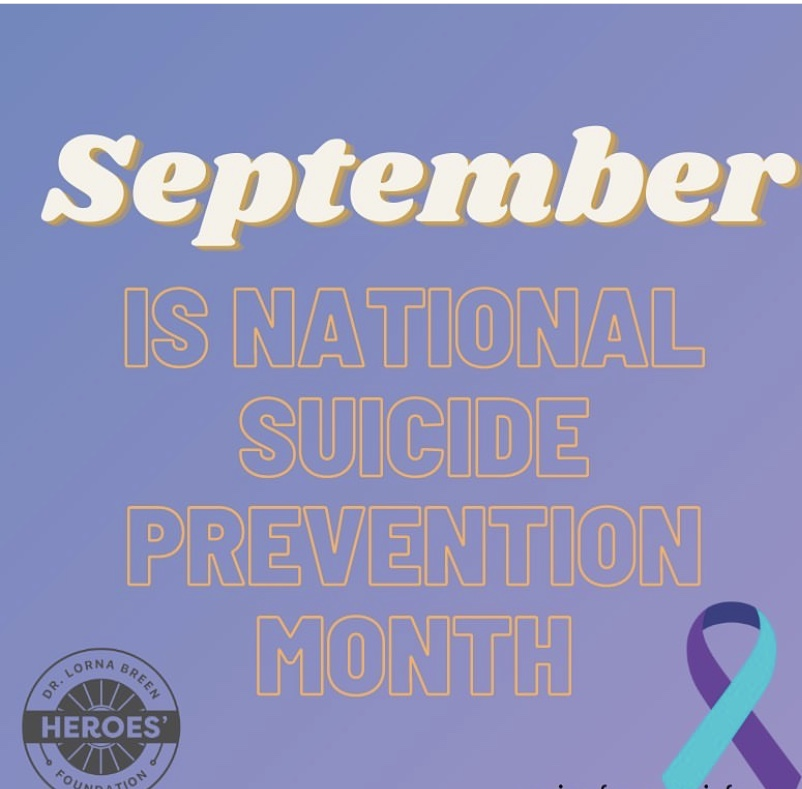 September
IS NATIONAL
SUICIDE
PREVENTION
MONTH
DR. LORNA BREEN
HEROES'
FOUNDATION